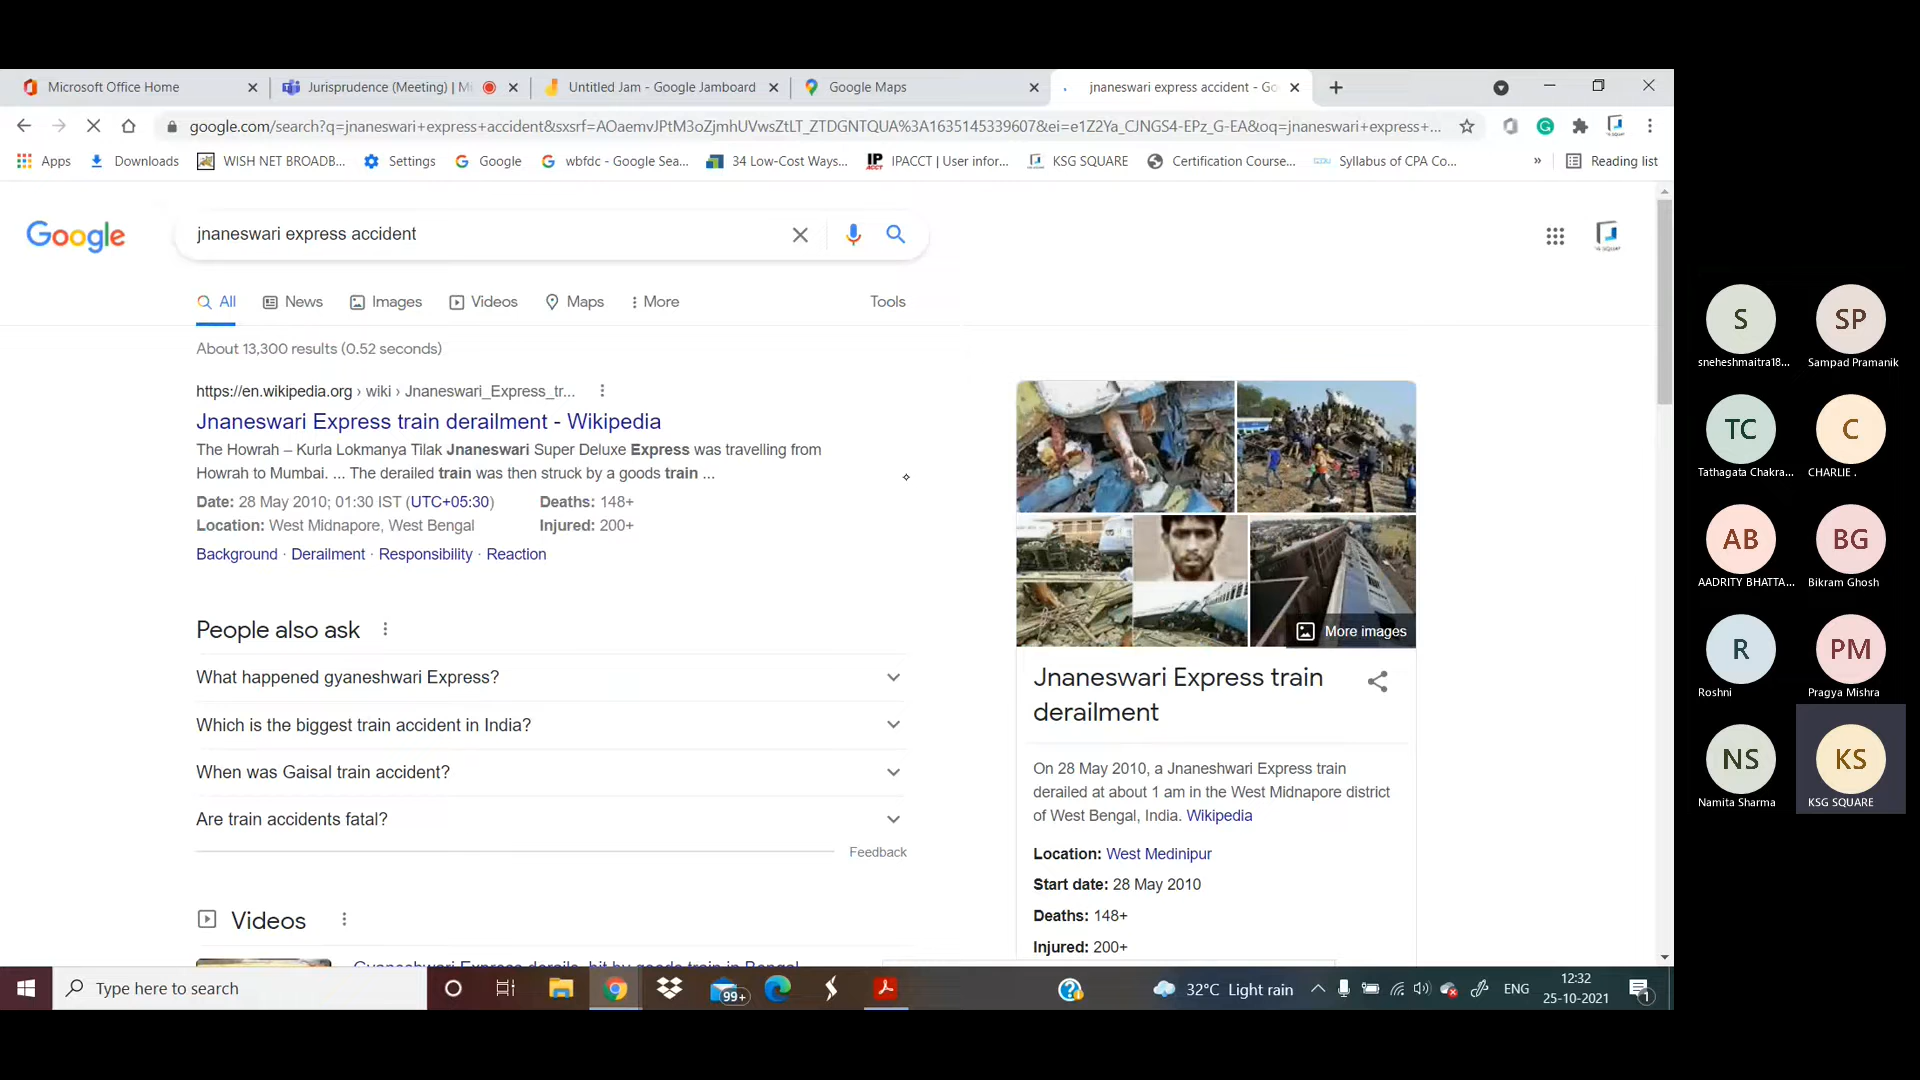 Microsoft Office Home
Jurisprudence (Meeting) | Mi
Untitled Jam - Google Jamboard
Google Maps
jnaneswari express accident - Go
google.com/search?q=jnaneswari+express+accident&sxsrf=AOaemvJPtM3oZjmhUVwsZtLT_ZTDGNTQUA%3A1635145339607&ei=e1Z2Ya_CJNGS4-EPz_G-EA&oq=jnaneswari+express+...
Apps
Downloads
WISH NET BROADB...
Settings
Google
wbfdc - Google Sea...
34 Low-Cost Ways...
IPACCT | User infor...
KSG SQUARE
Certification Course...
Syllabus of CPA Co...
»
Reading list
Google
jnaneswari express accident
All
News
Images
Videos
Maps
More
Tools
About 13,300 results (0.52 seconds)
https://en.wikipedia.org › wiki › Jnaneswari_Express_tr...
Jnaneswari Express train derailment - Wikipedia
The Howrah – Kurla Lokmanya Tilak Jnaneswari Super Deluxe Express was travelling from
Howrah to Mumbai. ... The derailed train was then struck by a goods train ...
Date: 28 May 2010; 01:30 IST (UTC+05:30) Deaths: 148+
Location: West Midnapore, West Bengal Injured: 200+
Background · Derailment · Responsibility · Reaction
People also ask
What happened gyaneshwari Express?
Which is the biggest train accident in India?
When was Gaisal train accident?
Are train accidents fatal?
Feedback
Videos
Gyaneshwari Express derails, hit by goods train in Bengal
More images
Jnaneswari Express train
derailment
On 28 May 2010, a Jnaneshwari Express train
derailed at about 1 am in the West Midnapore district
of West Bengal, India. Wikipedia
Location: West Medinipur
Start date: 28 May 2010
Deaths: 148+
Injured: 200+
S
sneheshmaitra18...
SP
Sampad Pramanik
TC
Tathagata Chakra...
C
CHARLIE .
AB
AADRITY BHATTA...
BG
Bikram Ghosh
R
Roshni
PM
Pragya Mishra
NS
Namita Sharma
KS
KSG SQUARE
Type here to search
99+
32°C Light rain
ENG
12:32
25-10-2021
1